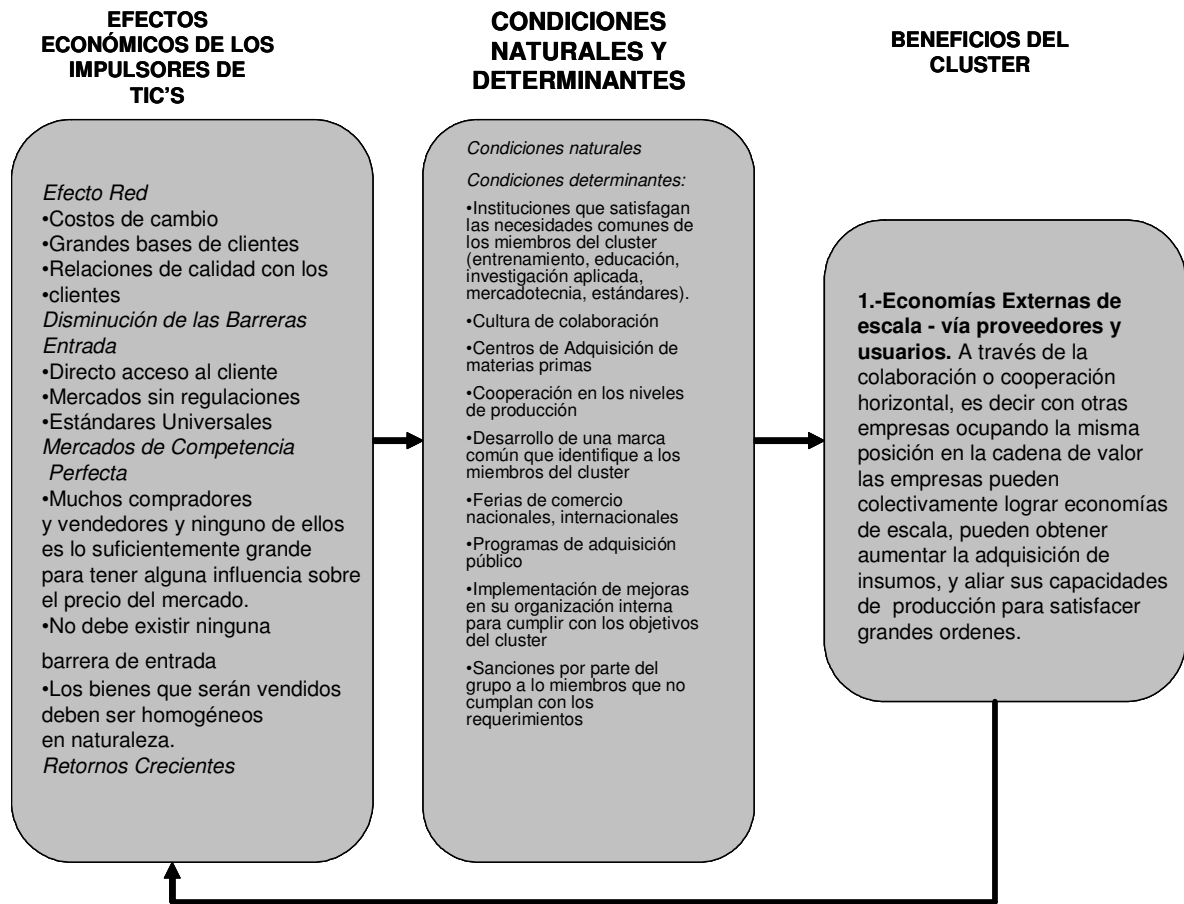 EFECTOS
ECONÓMICOS DE LOS
IMPULSORES DE
TIC'S
Efecto Red
•Costos de cambio
•Grandes bases de clientes
•Relaciones de calidad con los
•clientes
Disminución de las Barreras
Entrada
•Directo acceso al cliente
•Mercados sin regulaciones
•Estándares Universales
Mercados de Competencia
Perfecta
•Muchos compradores
y vendedores y ninguno de ellos
es lo suficientemente grande
para tener alguna influencia sobre
el precio del mercado.
•No debe existir ninguna
barrera de entrada
•Los bienes que serán vendidos
deben ser homogéneos
en naturaleza.
Retornos Crecientes
CONDICIONES
NATURALES Y
DETERMINANTES
Condiciones naturales
Condiciones determinantes:
•Instituciones que satisfagan
las necesidades comunes de
los miembros del cluster
(entrenamiento, educación,
investigación aplicada,
mercadotecnia, estándares).
•Cultura de colaboración
•Centros de Adquisición de
materias primas
•Cooperación en los niveles
de producción
•Desarrollo de una marca
común que identifique a los
miembros del cluster
•Ferias de comercio
nacionales, internacionales
•Programas de adquisición
público
•Implementación de mejoras
en su organización interna
para cumplir con los objetivos
del cluster
•Sanciones por parte del
grupo a lo miembros que no
cumplan con los
requerimientos
BENEFICIOS DEL
CLUSTER
1.-Economías Externas de
escala - vía proveedores y
usuarios. A través de la
colaboración o cooperación
horizontal, es decir con otras
empresas ocupando la misma
posición en la cadena de valor
las empresas pueden
colectivamente lograr economías
de escala, pueden obtener
aumentar la adquisición de
insumos, y aliar sus capacidades
de producción para satisfacer
grandes ordenes.